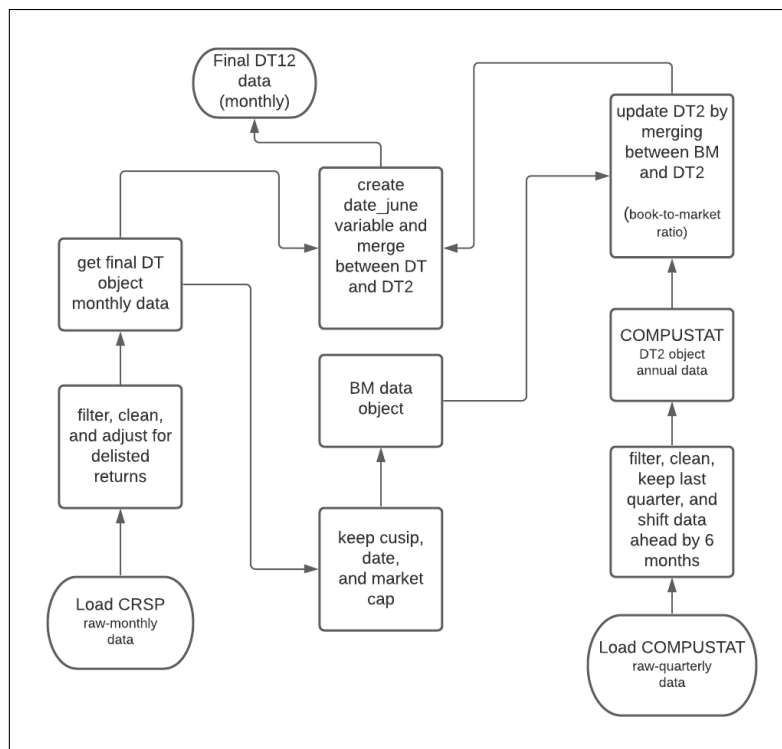 Final DT12
data
(monthly)
update DT2 by
merging
between BM
and DT2
(book-to-market
ratio)
create
date_june
variable and
merge
between DT
and DT2
get final DT
object
monthly data
COMPUSTAT
DT2 object
annual data
BM data
object
filter, clean,
and adjust for
delisted
returns
filter, clean,
keep last
quarter, and
shift data
ahead by 6
months
keep cusip,
date,
and market
cap
Load CRSP
raw-monthly
data
Load COMPUSTAT
raw-quarterly
data